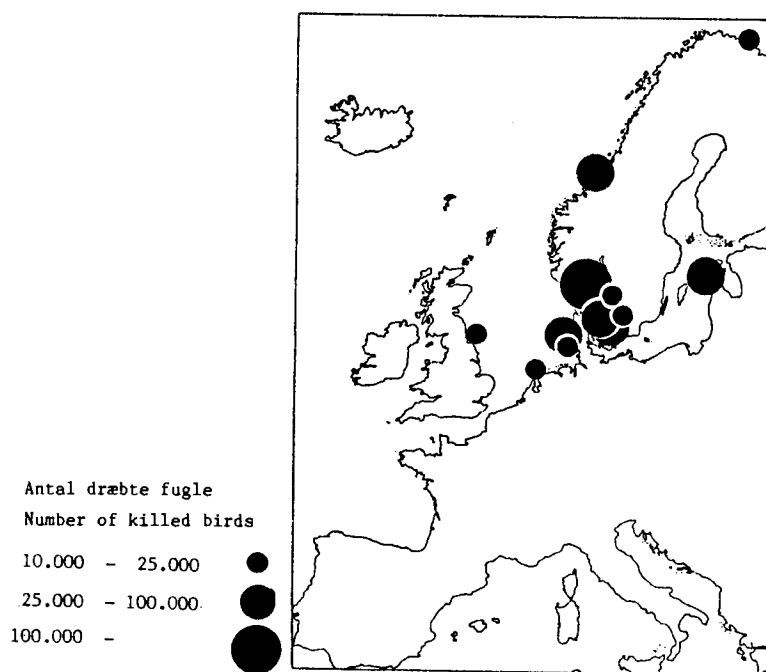 Antal dræbte fugle
Number of killed birds
10.000 - 25.000
25.000 - 100.000
100.000 -